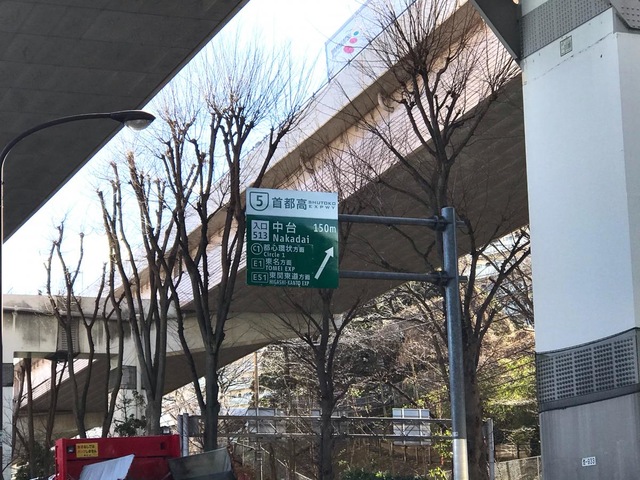 5 首都高 SHUTOKO EXPWY
入口 513 中台 150m
Nakadai
C1 都心環状方面
Circle 1
E1 東名方面
TOMEI EXP
E51 東関東道方面
HIGASHI-KANTO EXP